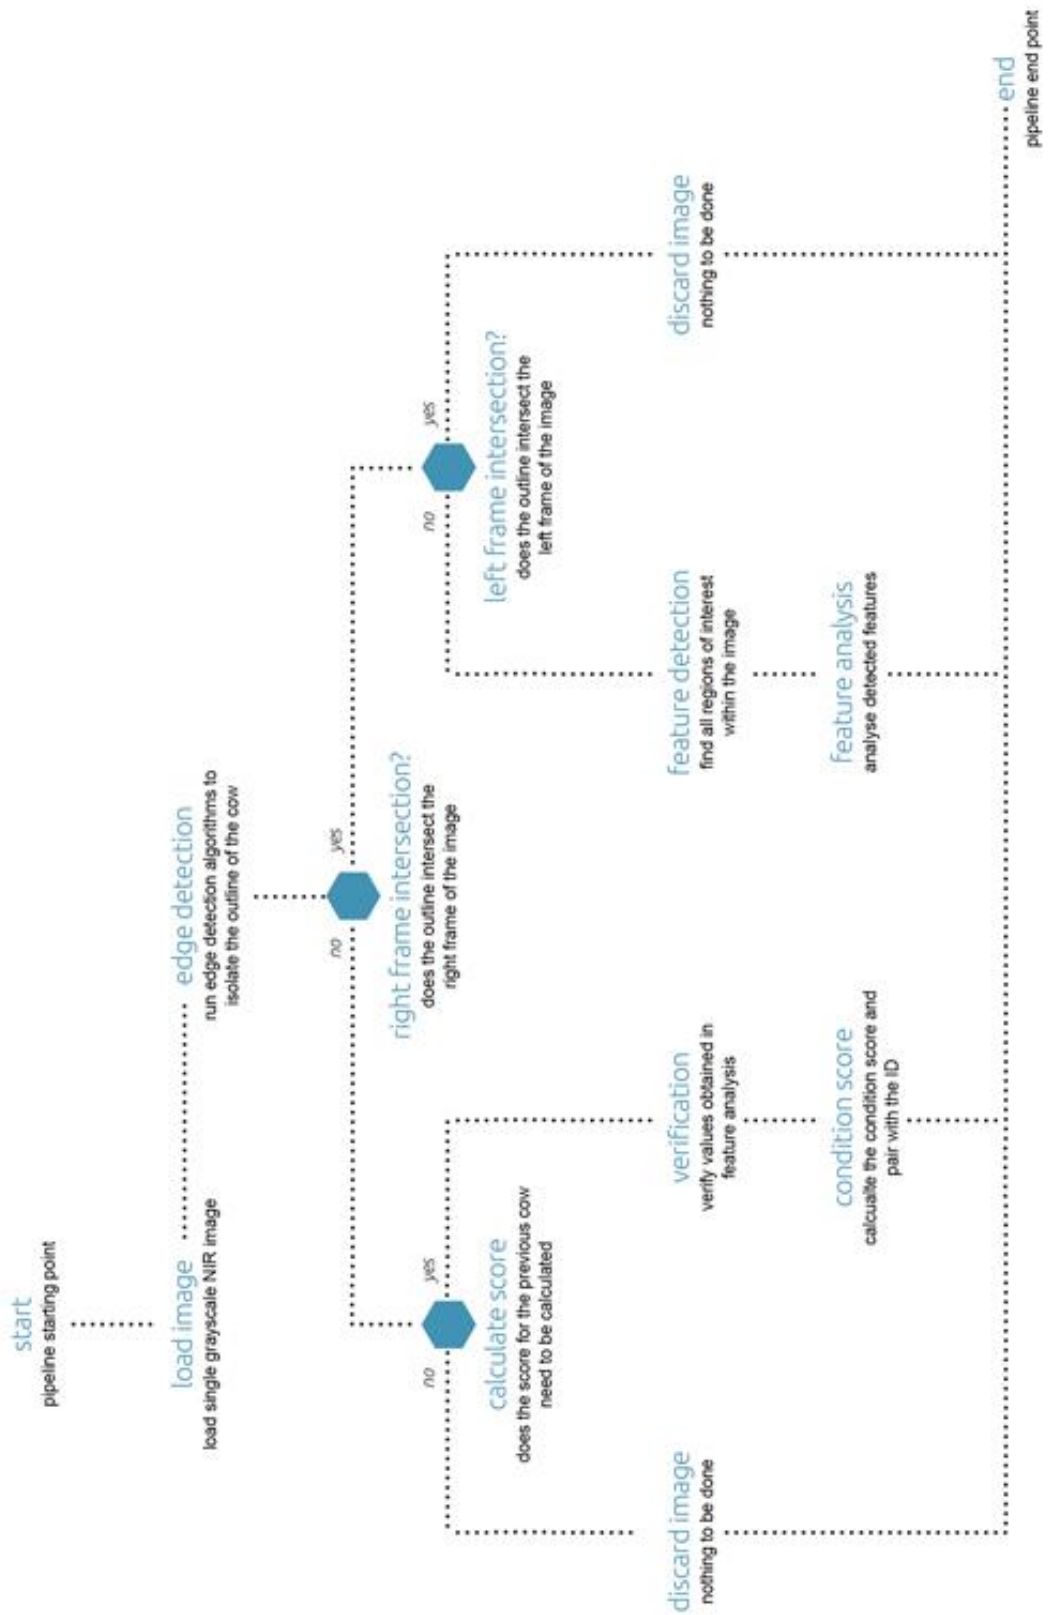 start
pipeline starting point
load image
load single grayscale NIR image
edge detection
run edge detection algorithms to
isolate the outline of the cow
no
yes
right frame intersection?
does the outline intersect the
right frame of the image
no
yes
calculate score
does the score for the previous cow
need to be calculated
no
yes
left frame intersection?
does the outline intersect the
left frame of the image
discard image
nothing to be done
verification
verify values obtained in
feature analysis
feature detection
find all regions of interest
within the image
discard image
nothing to be done
condition score
calcualte the condition score and
pair with the ID
feature analysis
analyse detected features
end
pipeline end point